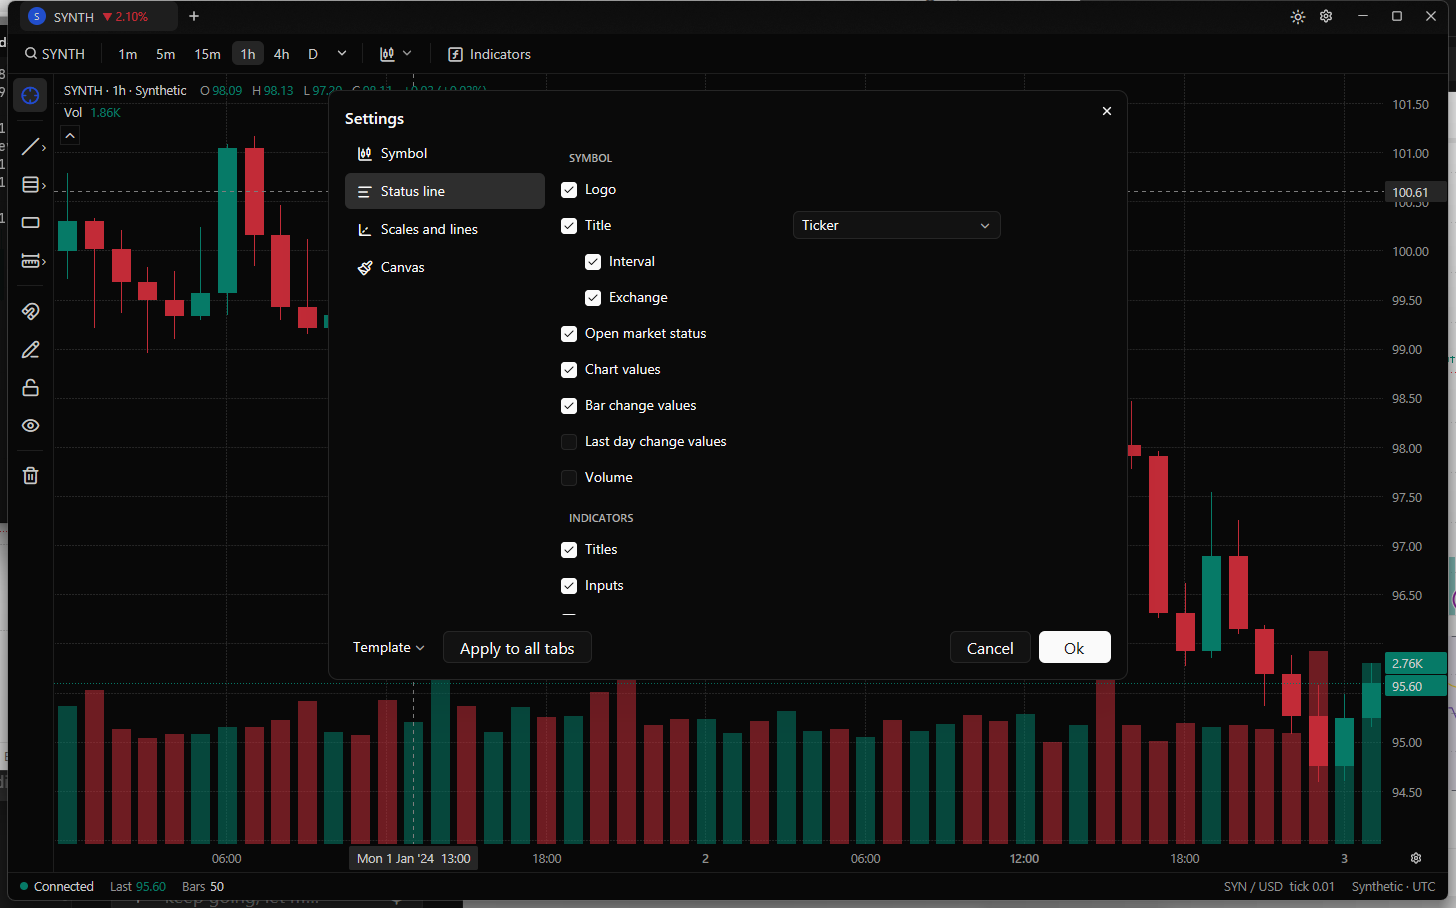 S SYNTH ▼2.10% +
SYNTH 1m 5m 15m 1h 4h D Indicators
SYNTH · 1h · Synthetic O98.09 H98.13 L97.20
Vol 1.86K
Settings
Symbol
Status line
Scales and lines
Canvas
SYMBOL
Logo
Title Ticker
Interval
Exchange
Open market status
Chart values
Bar change values
Last day change values
Volume
INDICATORS
Titles
Inputs
Template Apply to all tabs Cancel Ok
101.50
101.00
100.61
100.50
100.00
99.50
99.00
98.50
98.00
97.50
97.00
96.50
2.76K
95.60
95.00
94.50
06:00 Mon 1 Jan '24 13:00 18:00 2 06:00 12:00 18:00 3
Connected Last 95.60 Bars 50 SYN / USD tick 0.01 Synthetic · UTC